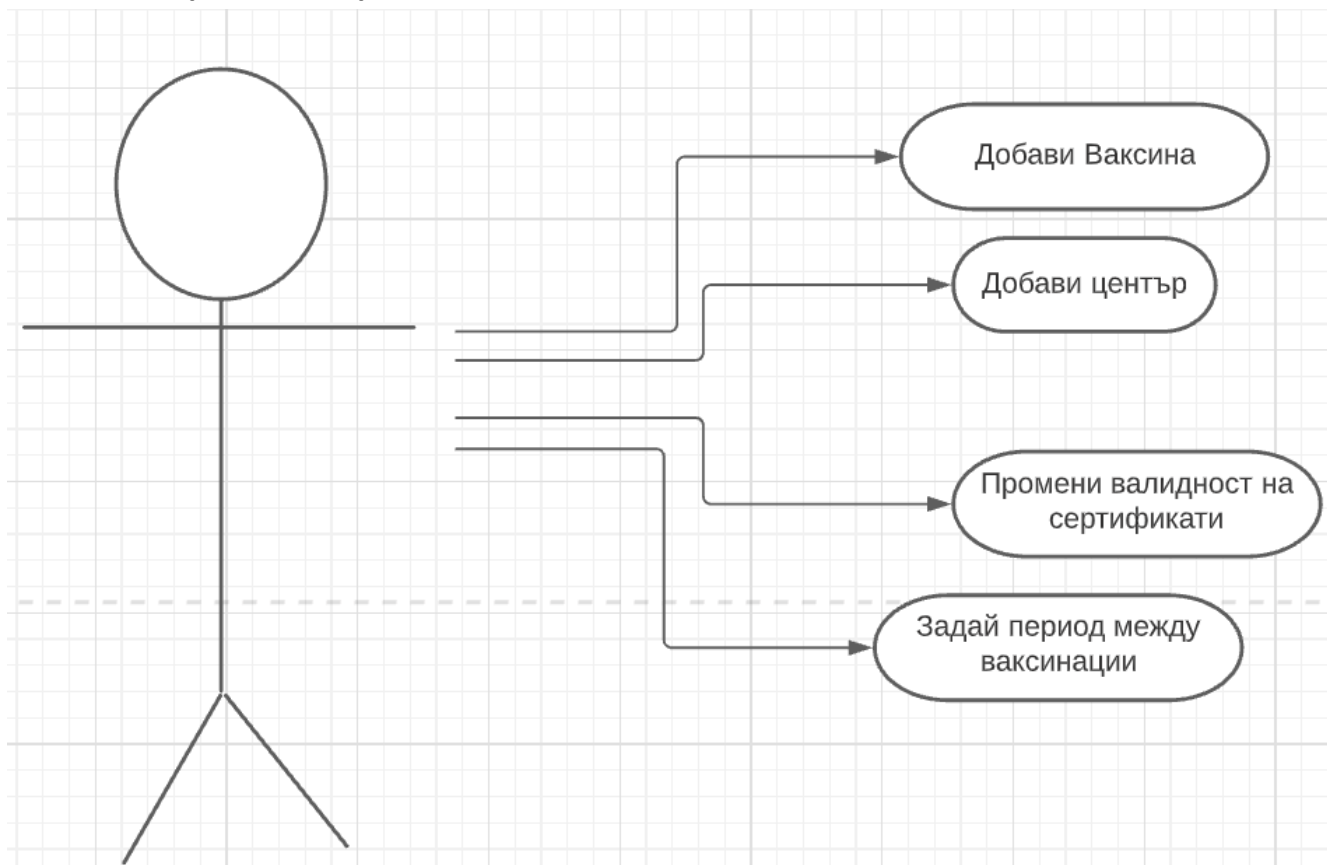 Добави Ваксина
Добави център
Промени валидност на
сертификати
Задай период между
ваксинации